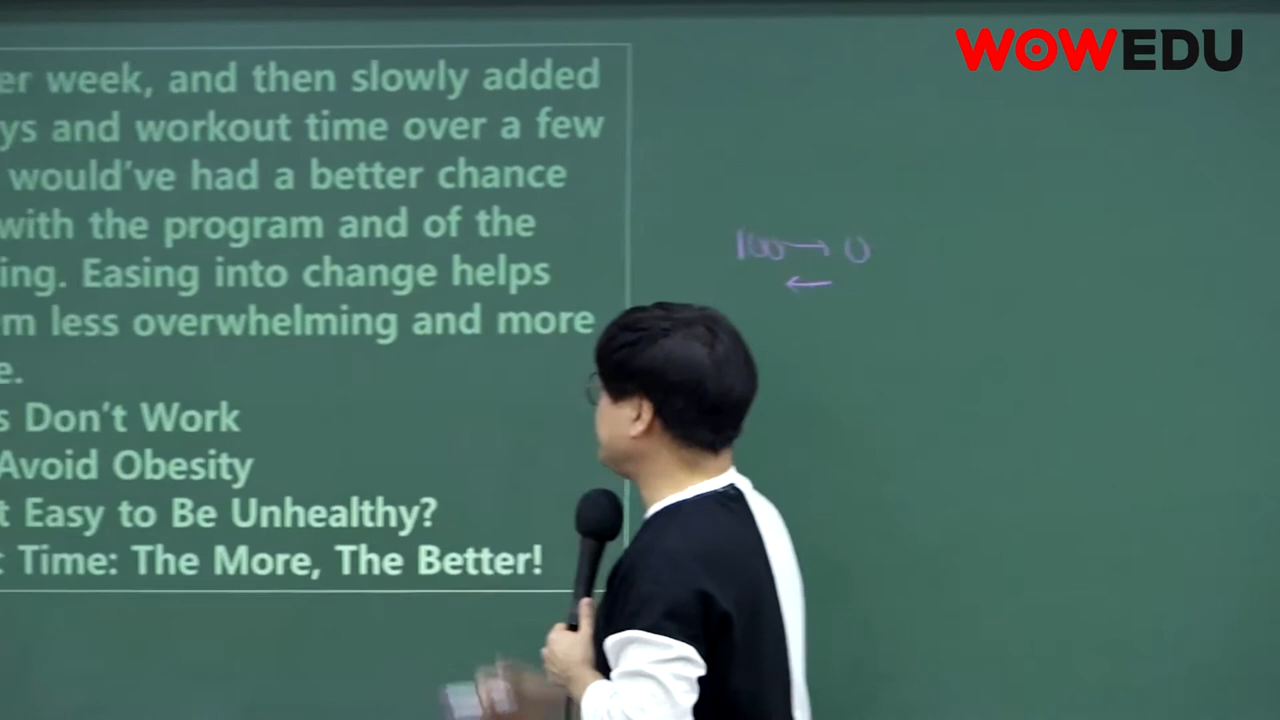 WOWEDU
er week, and then slowly added
ys and workout time over a few
would've had a better chance
with the program and of the
ing. Easing into change helps
m less overwhelming and more
e.
s Don't Work
Avoid Obesity
t Easy to Be Unhealthy?
t Time: The More, The Better!
100 → 0
←